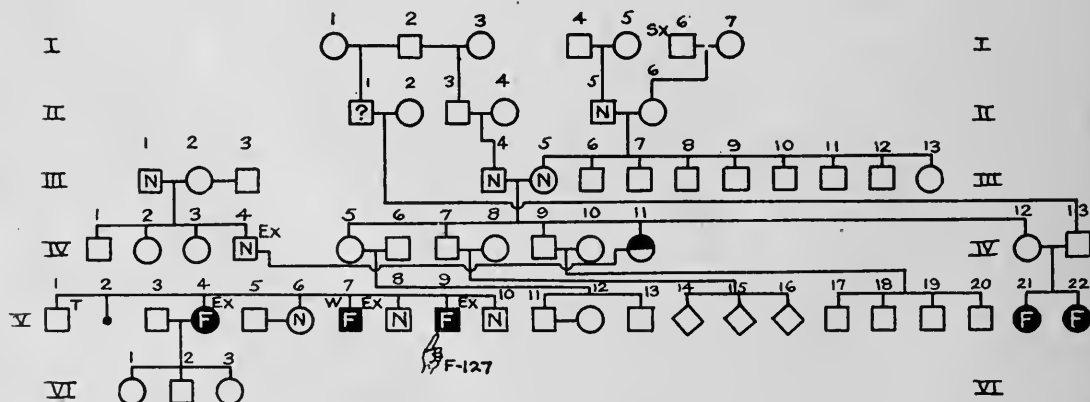 1 2 3 4 5 Sx 6 7
I I
1 2 3 4 5 6
II ? N II
1 2 3 4 5 6 7 8 9 10 11 12 13
III N N N III
1 2 3 4 Ex 5 6 7 8 9 10 11 12 13
IV N IV
1 2 3 4 5 6 7 8 9 10 11 12 13 14 15 16 17 18 19 20 21 22
T Ex W Ex Ex
V F N F N F N F F V
F-127
1 2 3
VI VI